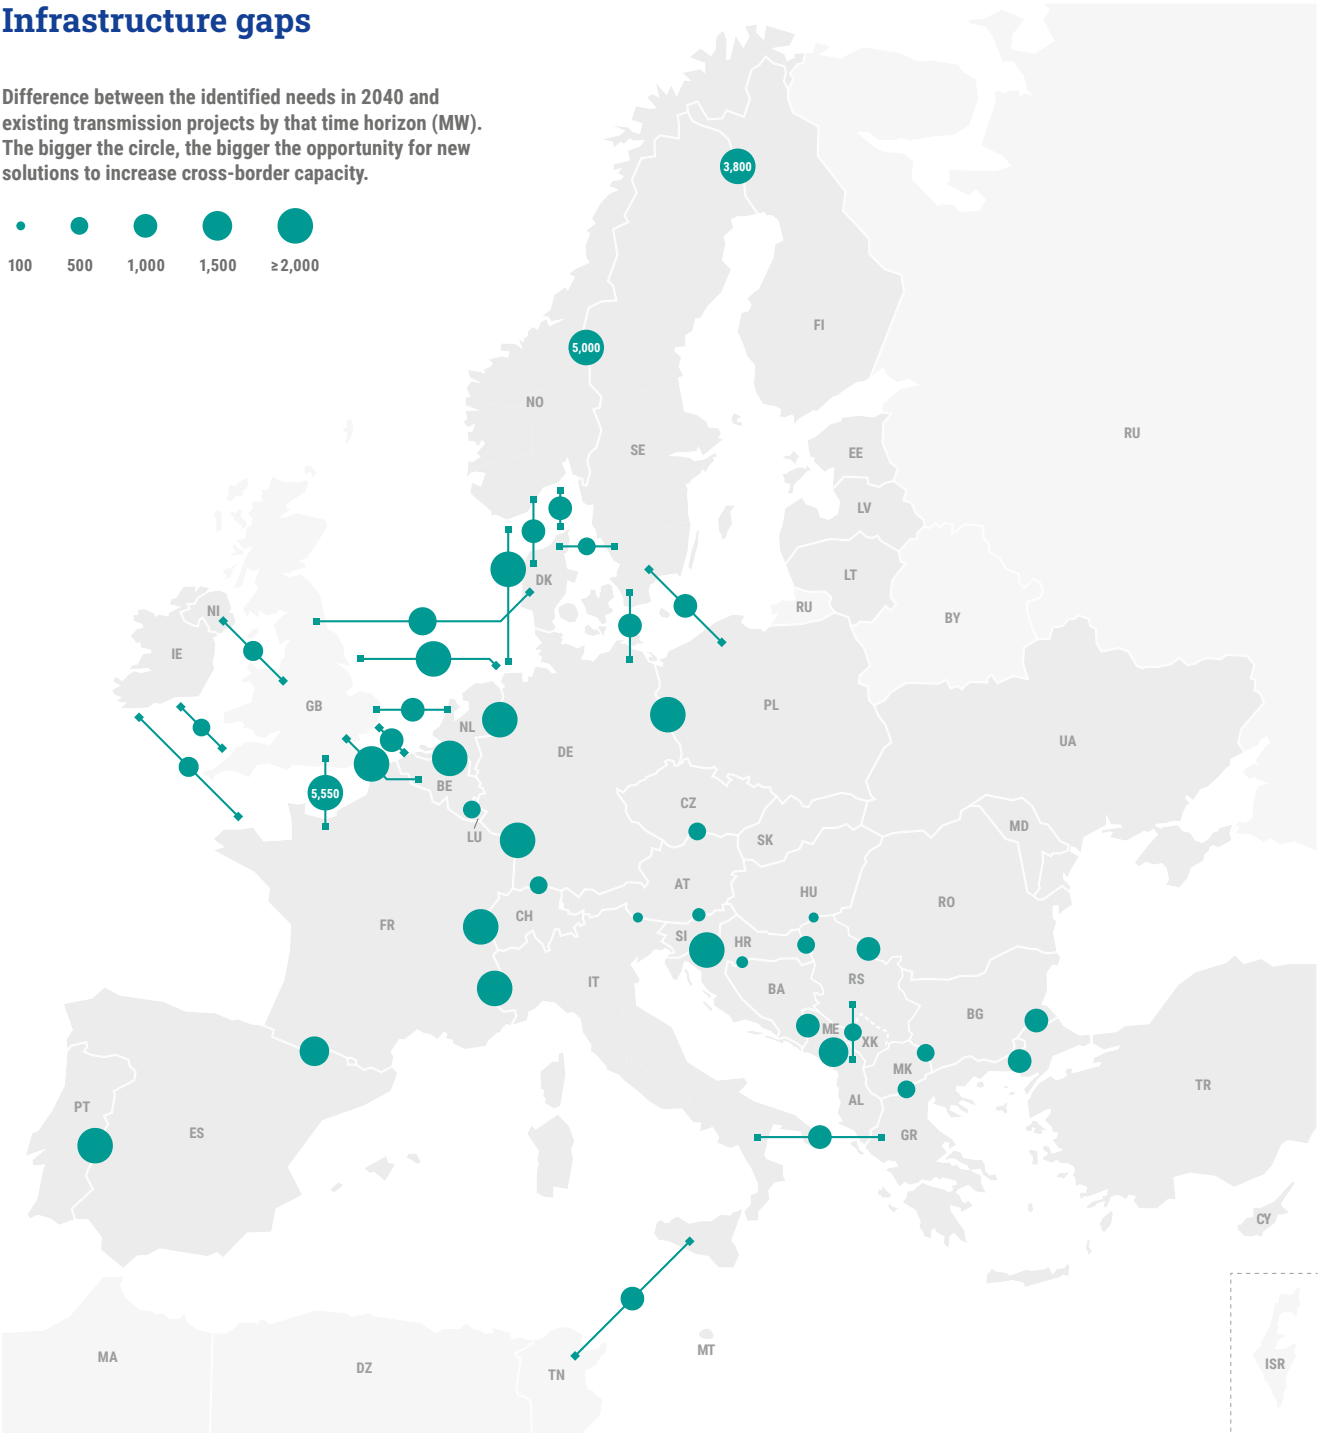 Infrastructure gaps
Difference between the identified needs in 2040 and
existing transmission projects by that time horizon (MW).
The bigger the circle, the bigger the opportunity for new
solutions to increase cross-border capacity.
100 500 1,000 1,500 ≥2,000
3,800
FI
5,000
NO
RU
SE
EE
LV
LT
DK
RU
NI
BY
IE
GB
PL
NL
UA
DE
BE
5,550
CZ
MD
LU
SK
AT
HU
RO
CH
FR
SI
HR
RS
IT
BA
BG
ME
XK
MK
TR
AL
PT
ES
GR
CY
MT
MA
ISR
DZ
TN